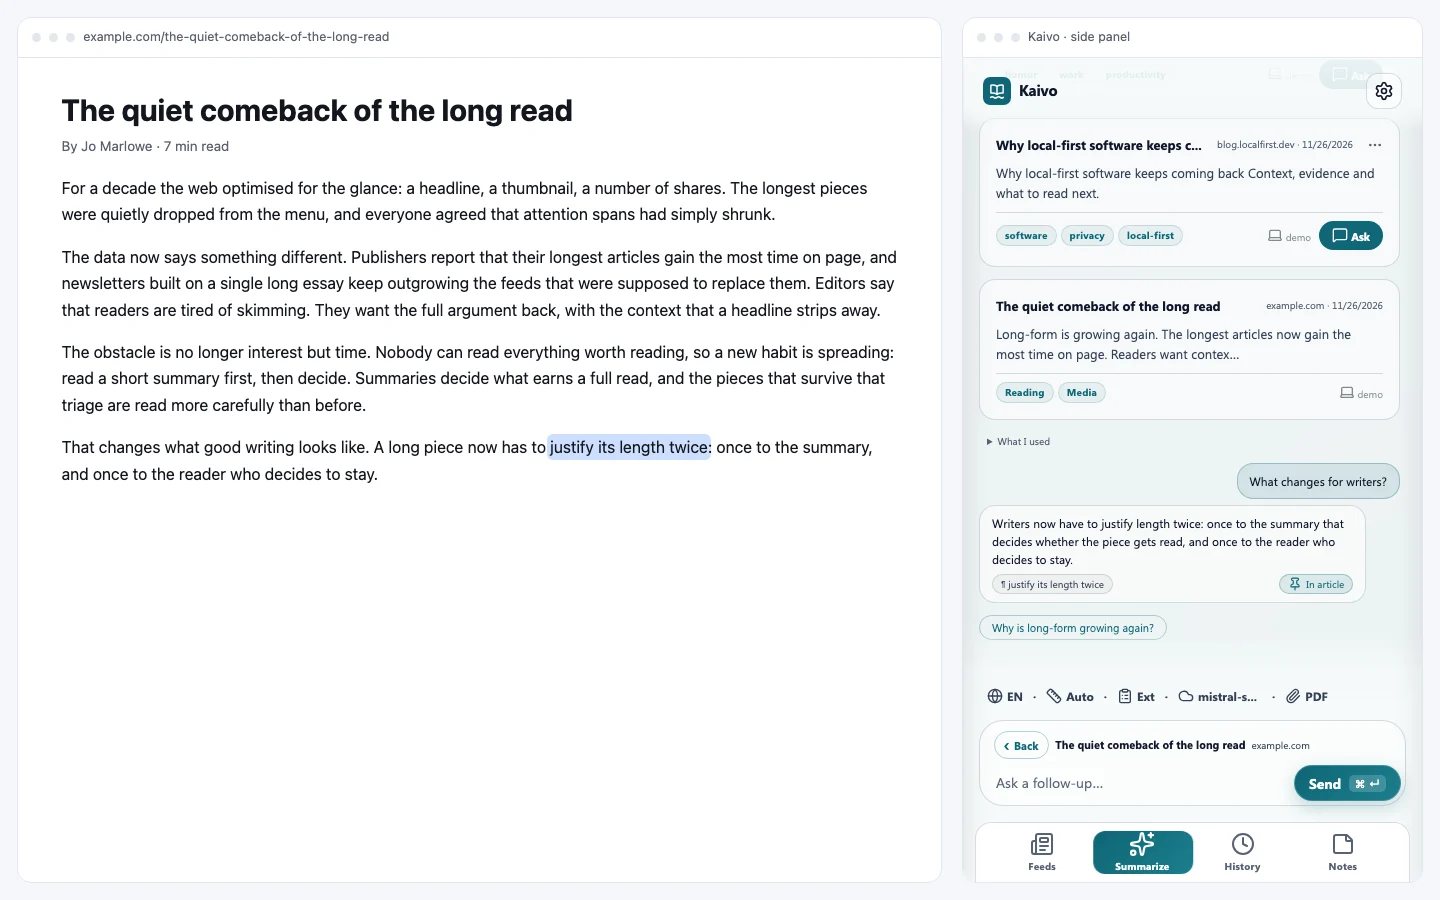 example.com/the-quiet-comeback-of-the-long-read
The quiet comeback of the long read
By Jo Marlowe · 7 min read
For a decade the web optimised for the glance: a headline, a thumbnail, a number of shares. The longest pieces
were quietly dropped from the menu, and everyone agreed that attention spans had simply shrunk.
The data now says something different. Publishers report that their longest articles gain the most time on page, and
newsletters built on a single long essay keep outgrowing the feeds that were supposed to replace them. Editors say
that readers are tired of skimming. They want the full argument back, with the context that a headline strips away.
The obstacle is no longer interest but time. Nobody can read everything worth reading, so a new habit is spreading:
read a short summary first, then decide. Summaries decide what earns a full read, and the pieces that survive that
triage are read more carefully than before.
That changes what good writing looks like. A long piece now has to justify its length twice: once to the summary,
and once to the reader who decides to stay.
Kaivo · side panel
work productivity
Ask
Kaivo
Why local-first software keeps c... blog.localfirst.dev · 11/26/2026 ···
Why local-first software keeps coming back Context, evidence and
what to read next.
software privacy local-first demo Ask
The quiet comeback of the long read example.com · 11/26/2026
Long-form is growing again. The longest articles now gain the
most time on page. Readers want contex...
Reading Media demo
▶ What I used
What changes for writers?
Writers now have to justify length twice: once to the summary that
decides whether the piece gets read, and once to the reader who
decides to stay.
¶ justify its length twice In article
Why is long-form growing again?
EN · Auto · Ext · mistral-s... · PDF
‹ Back The quiet comeback of the long read example.com
Ask a follow-up...
Send ⌘ ↵
Feeds Summarize History Notes